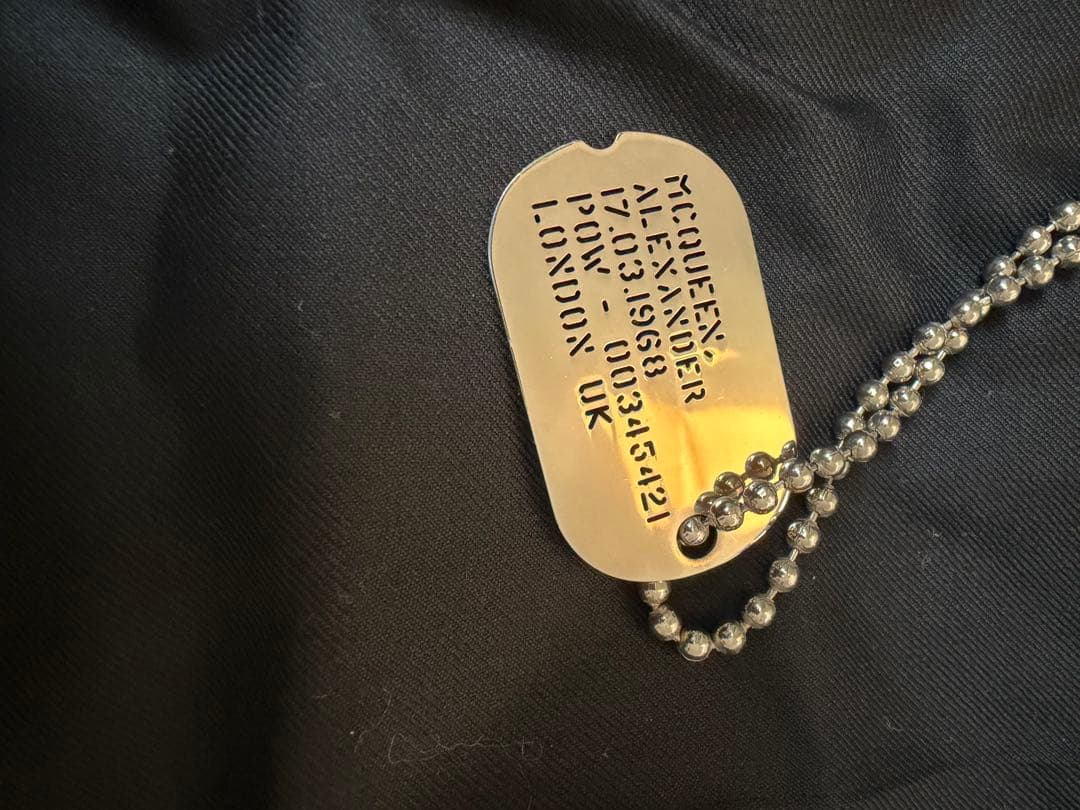 MCQUEEN,
ALEXANDER
17.03.1968
POW - 00345421
LONDON UK